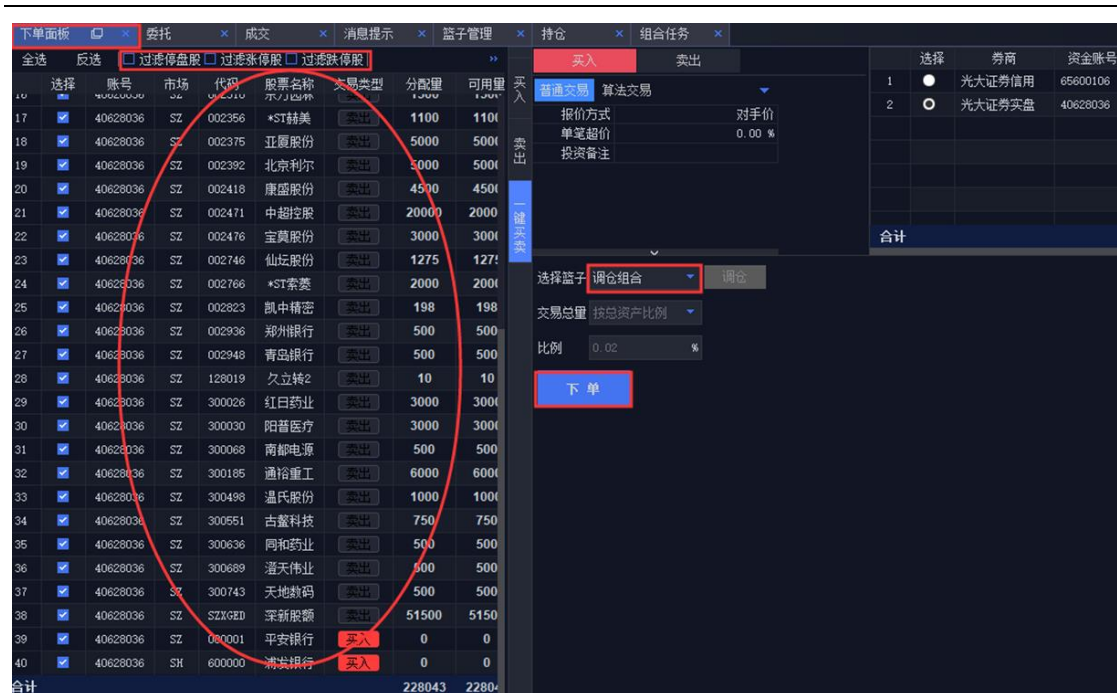 下单面板 委托 成交 消息提示 篮子管理 持仓 组合任务
全选 反选 过滤停盘股 过滤涨停股 过滤跌停股 »
选择 账号 市场 代码 股票名称 交易类型 分配量 可用量
17 40628036 SZ 002356 *ST赫美 卖出 1100 1100
18 40628036 SZ 002375 亚厦股份 卖出 5000 5000
19 40628036 SZ 002392 北京利尔 卖出 5000 5000
20 40628036 SZ 002418 康盛股份 卖出 4500 4500
21 40628036 SZ 002471 中超控股 卖出 20000 2000
22 40628036 SZ 002476 宝莫股份 卖出 3000 3000
23 40628036 SZ 002746 仙坛股份 卖出 1275 1275
24 40628036 SZ 002766 *ST索菱 卖出 2000 2000
25 40628036 SZ 002823 凯中精密 卖出 198 198
26 40628036 SZ 002936 郑州银行 卖出 500 500
27 40628036 SZ 002948 青岛银行 卖出 500 500
28 40628036 SZ 128019 久立转2 卖出 10 10
29 40628036 SZ 300026 红日药业 卖出 3000 3000
30 40628036 SZ 300030 阳普医疗 卖出 3000 3000
31 40628036 SZ 300068 南都电源 卖出 500 500
32 40628036 SZ 300185 通裕重工 卖出 6000 6000
33 40628036 SZ 300498 温氏股份 卖出 1000 1000
34 40628036 SZ 300551 古鳌科技 卖出 750 750
35 40628036 SZ 300636 同和药业 卖出 500 500
36 40628036 SZ 300689 澄天伟业 卖出 500 500
37 40628036 SZ 300743 天地数码 卖出 500 500
38 40628036 SZ SZXGED 深新股额 卖出 51500 5150
39 40628036 SZ 000001 平安银行 买入 0 0
40 40628036 SH 600000 浦发银行 买入 0 0
合计 228043 22804
买入
卖出
一键买卖
买入 卖出
普通交易 算法交易
报价方式 对手价
单笔超价 0.00 %
投资备注
选择 券商 资金账号
1 光大证券信用 65600106
2 光大证券实盘 40628036
合计
选择篮子 调仓组合 调仓
交易总量 按总资产比例
比例 0.02 %
下单